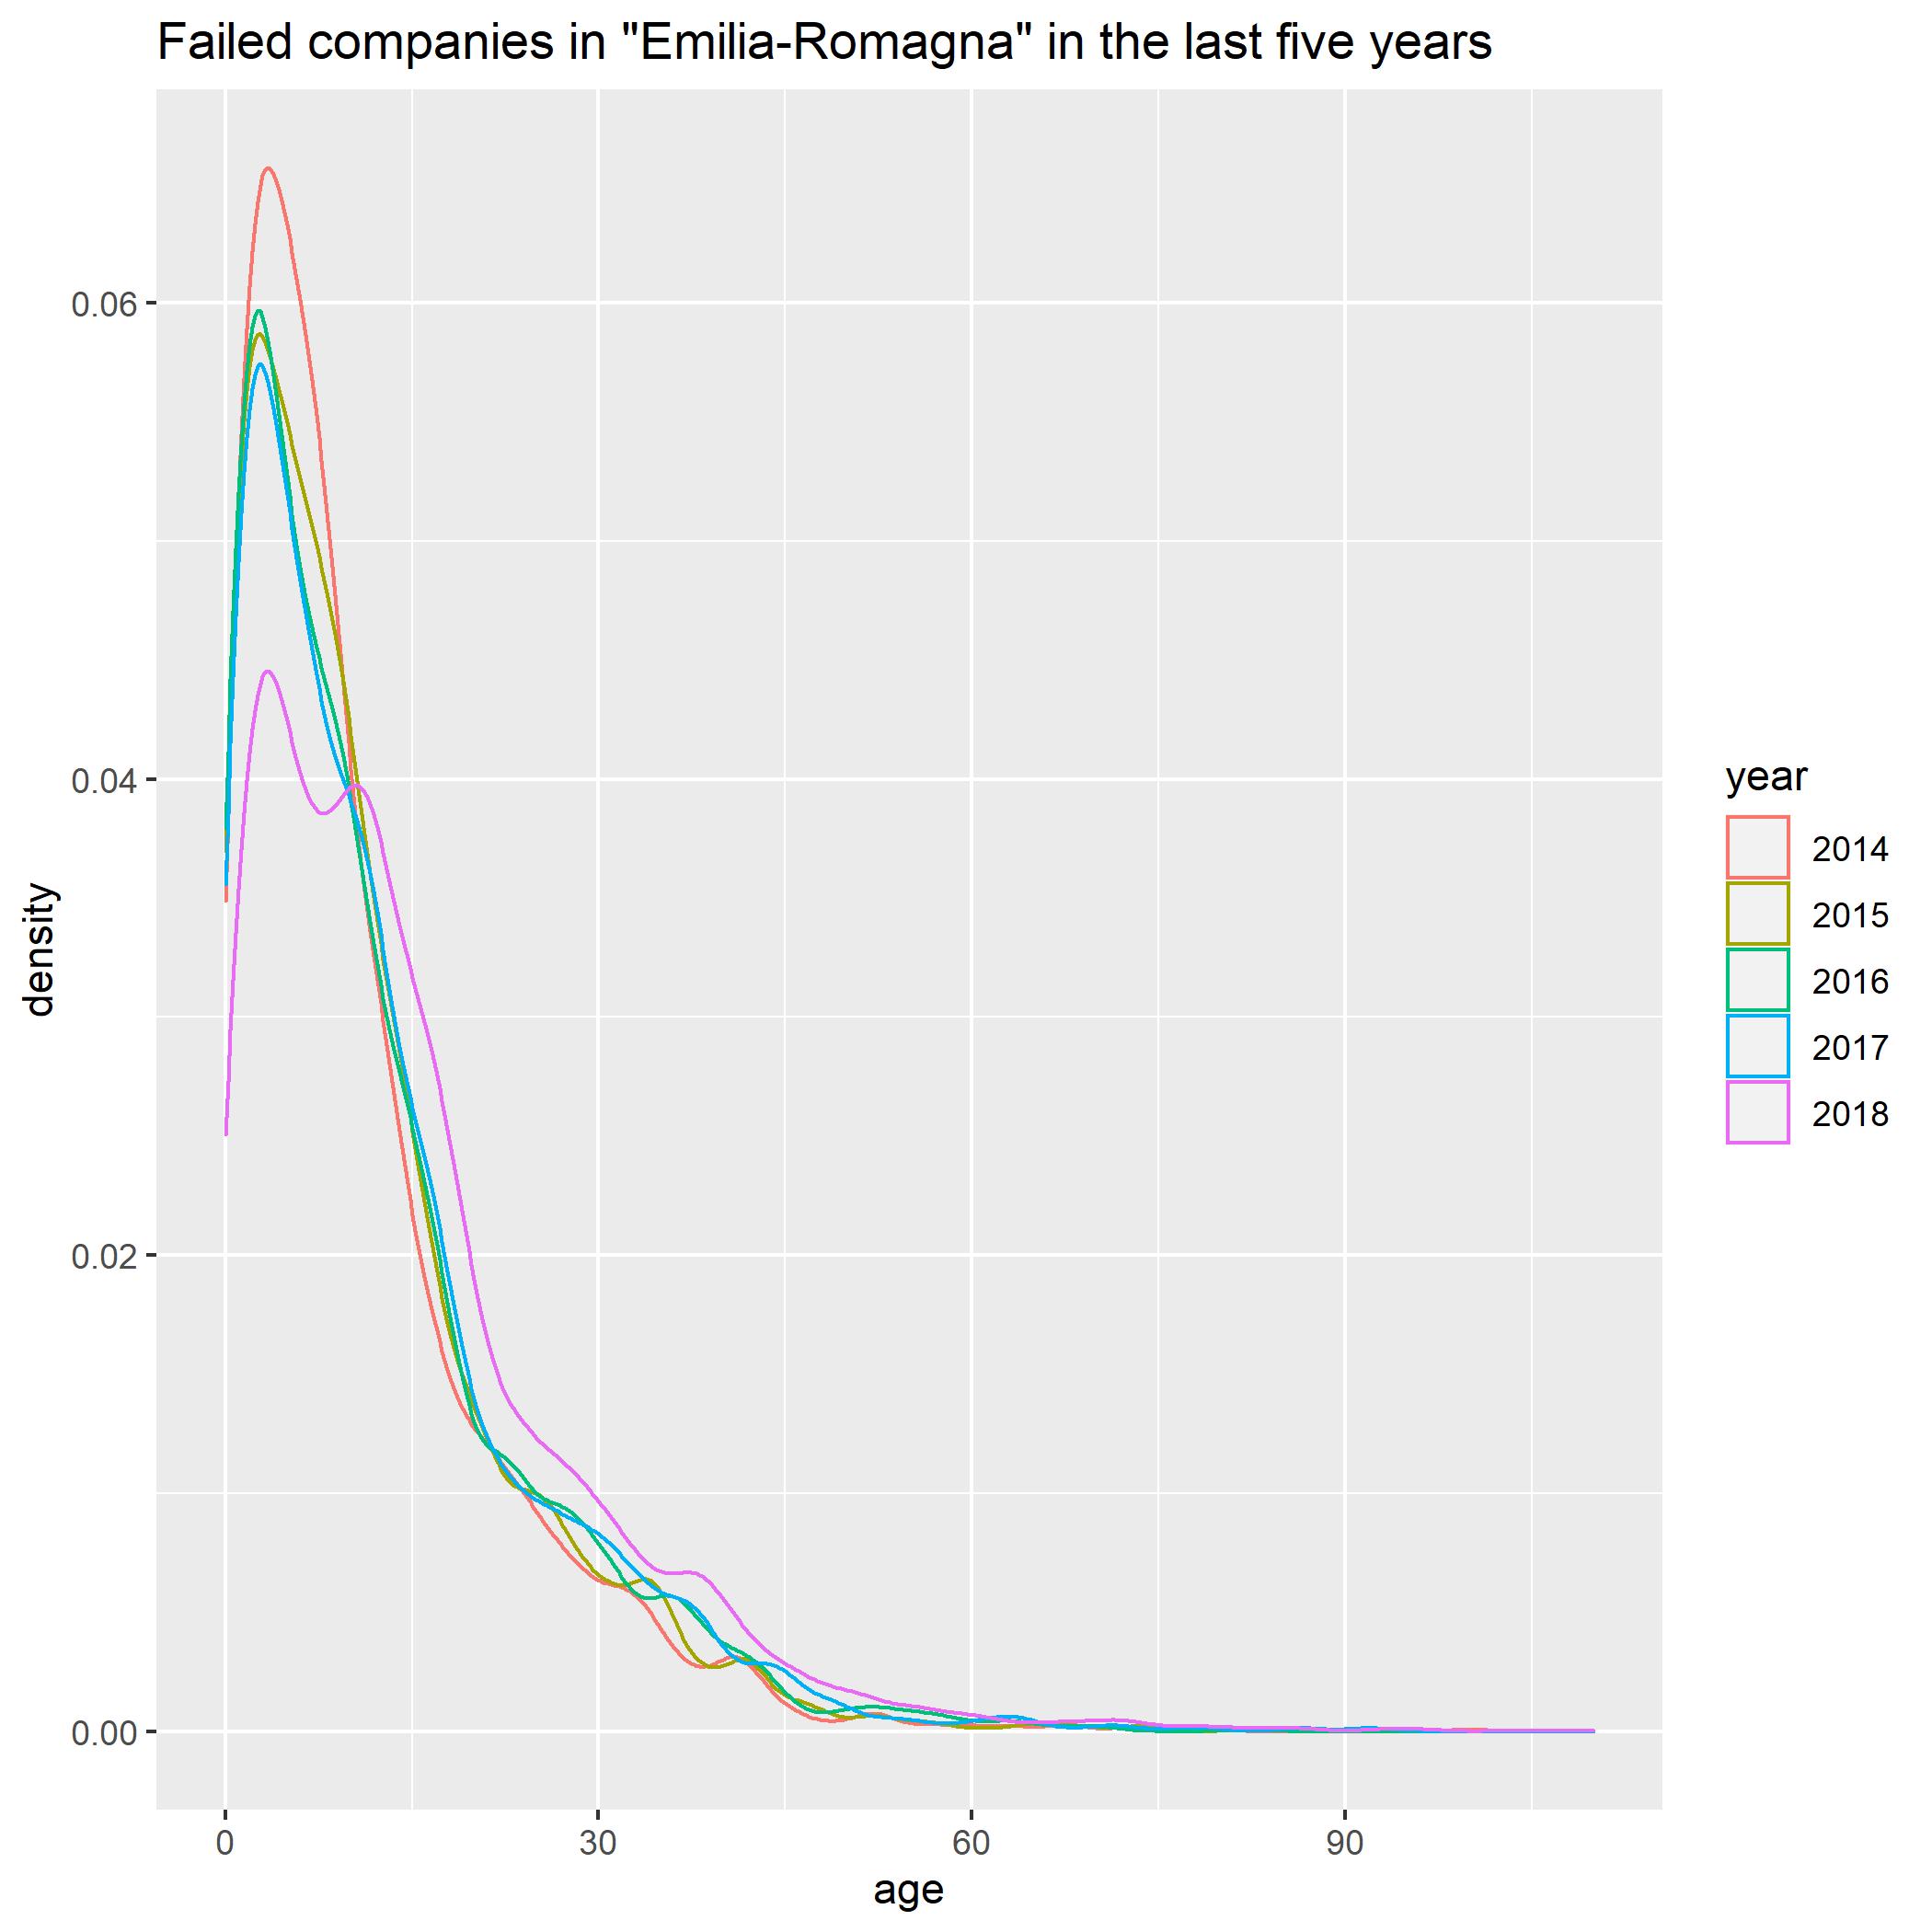 Failed companies in "Emilia-Romagna" in the last five years
0.06
0.04
0.02
0.00
density
0 30 60 90
age
year
2014
2015
2016
2017
2018